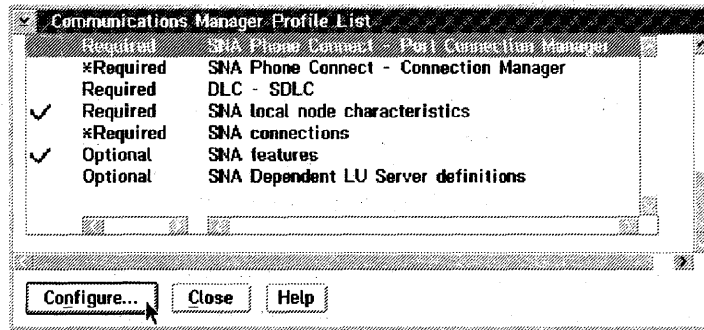 Communications Manager Profile List
Required SNA Phone Connect - Port Connection Manager
*Required SNA Phone Connect - Connection Manager
Required DLC - SDLC
Required SNA local node characteristics
*Required SNA connections
Optional SNA features
Optional SNA Dependent LU Server definitions
Configure... Close Help